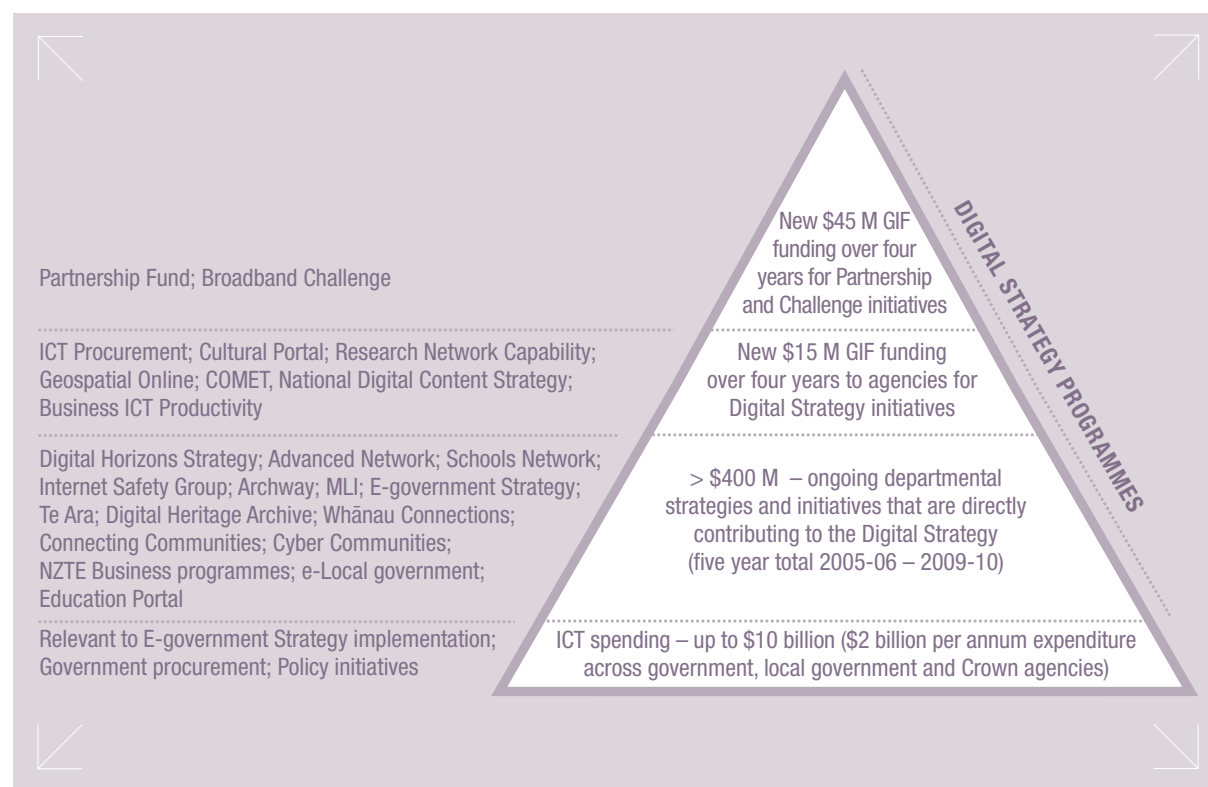 New $45 M GIF
funding over four
years for Partnership
and Challenge initiatives
Partnership Fund; Broadband Challenge
DIGITAL STRATEGY PROGRAMMES
ICT Procurement; Cultural Portal; Research Network Capability;
Geospatial Online; COMET, National Digital Content Strategy;
Business ICT Productivity
New $15 M GIF funding
over four years to agencies for
Digital Strategy initiatives
Digital Horizons Strategy; Advanced Network; Schools Network;
Internet Safety Group; Archway; MLI; E-government Strategy;
Te Ara; Digital Heritage Archive; Whānau Connections;
Connecting Communities; Cyber Communities;
NZTE Business programmes; e-Local government;
Education Portal
> $400 M – ongoing departmental
strategies and initiatives that are directly
contributing to the Digital Strategy
(five year total 2005-06 – 2009-10)
Relevant to E-government Strategy implementation;
Government procurement; Policy initiatives
ICT spending – up to $10 billion ($2 billion per annum expenditure
across government, local government and Crown agencies)